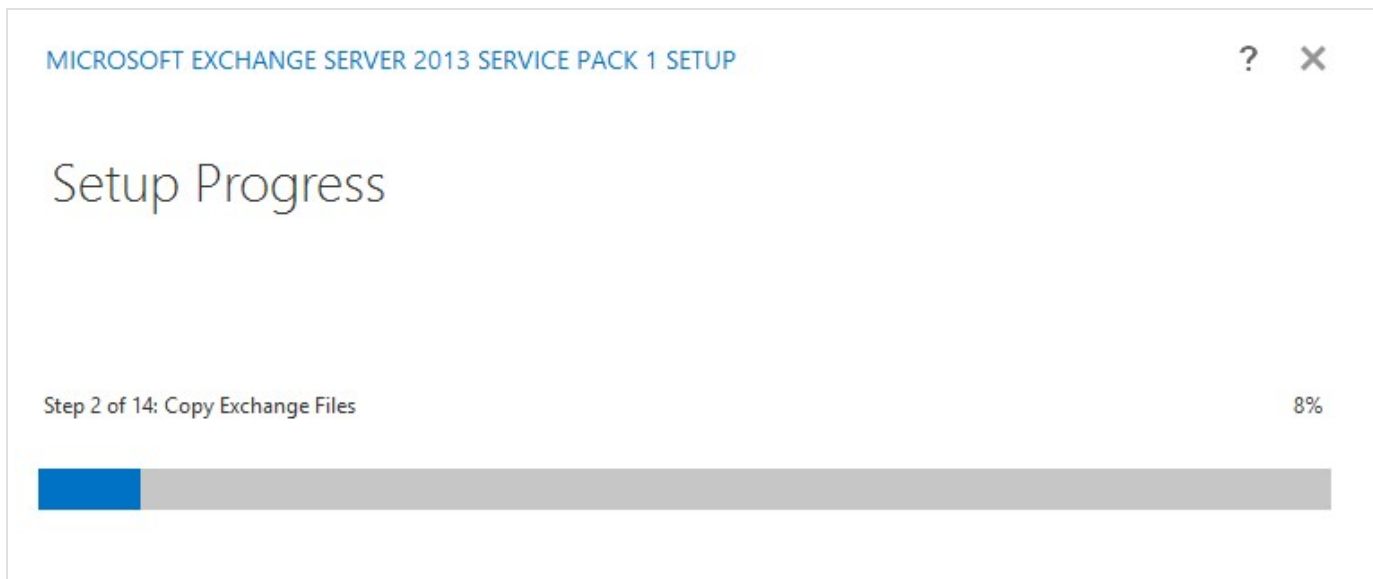 MICROSOFT EXCHANGE SERVER 2013 SERVICE PACK 1 SETUP ?
Setup Progress
Step 2 of 14: Copy Exchange Files 8%